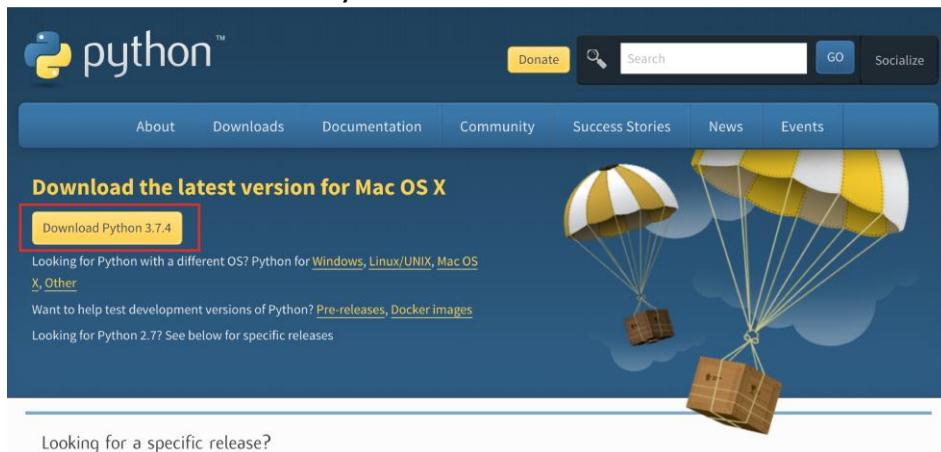 python™
Donate
Search
GO
Socialize
About Downloads Documentation Community Success Stories News Events
Download the latest version for Mac OS X
Download Python 3.7.4
Looking for Python with a different OS? Python for Windows, Linux/UNIX, Mac OS
X, Other
Want to help test development versions of Python? Pre-releases, Docker images
Looking for Python 2.7? See below for specific releases
Looking for a specific release?